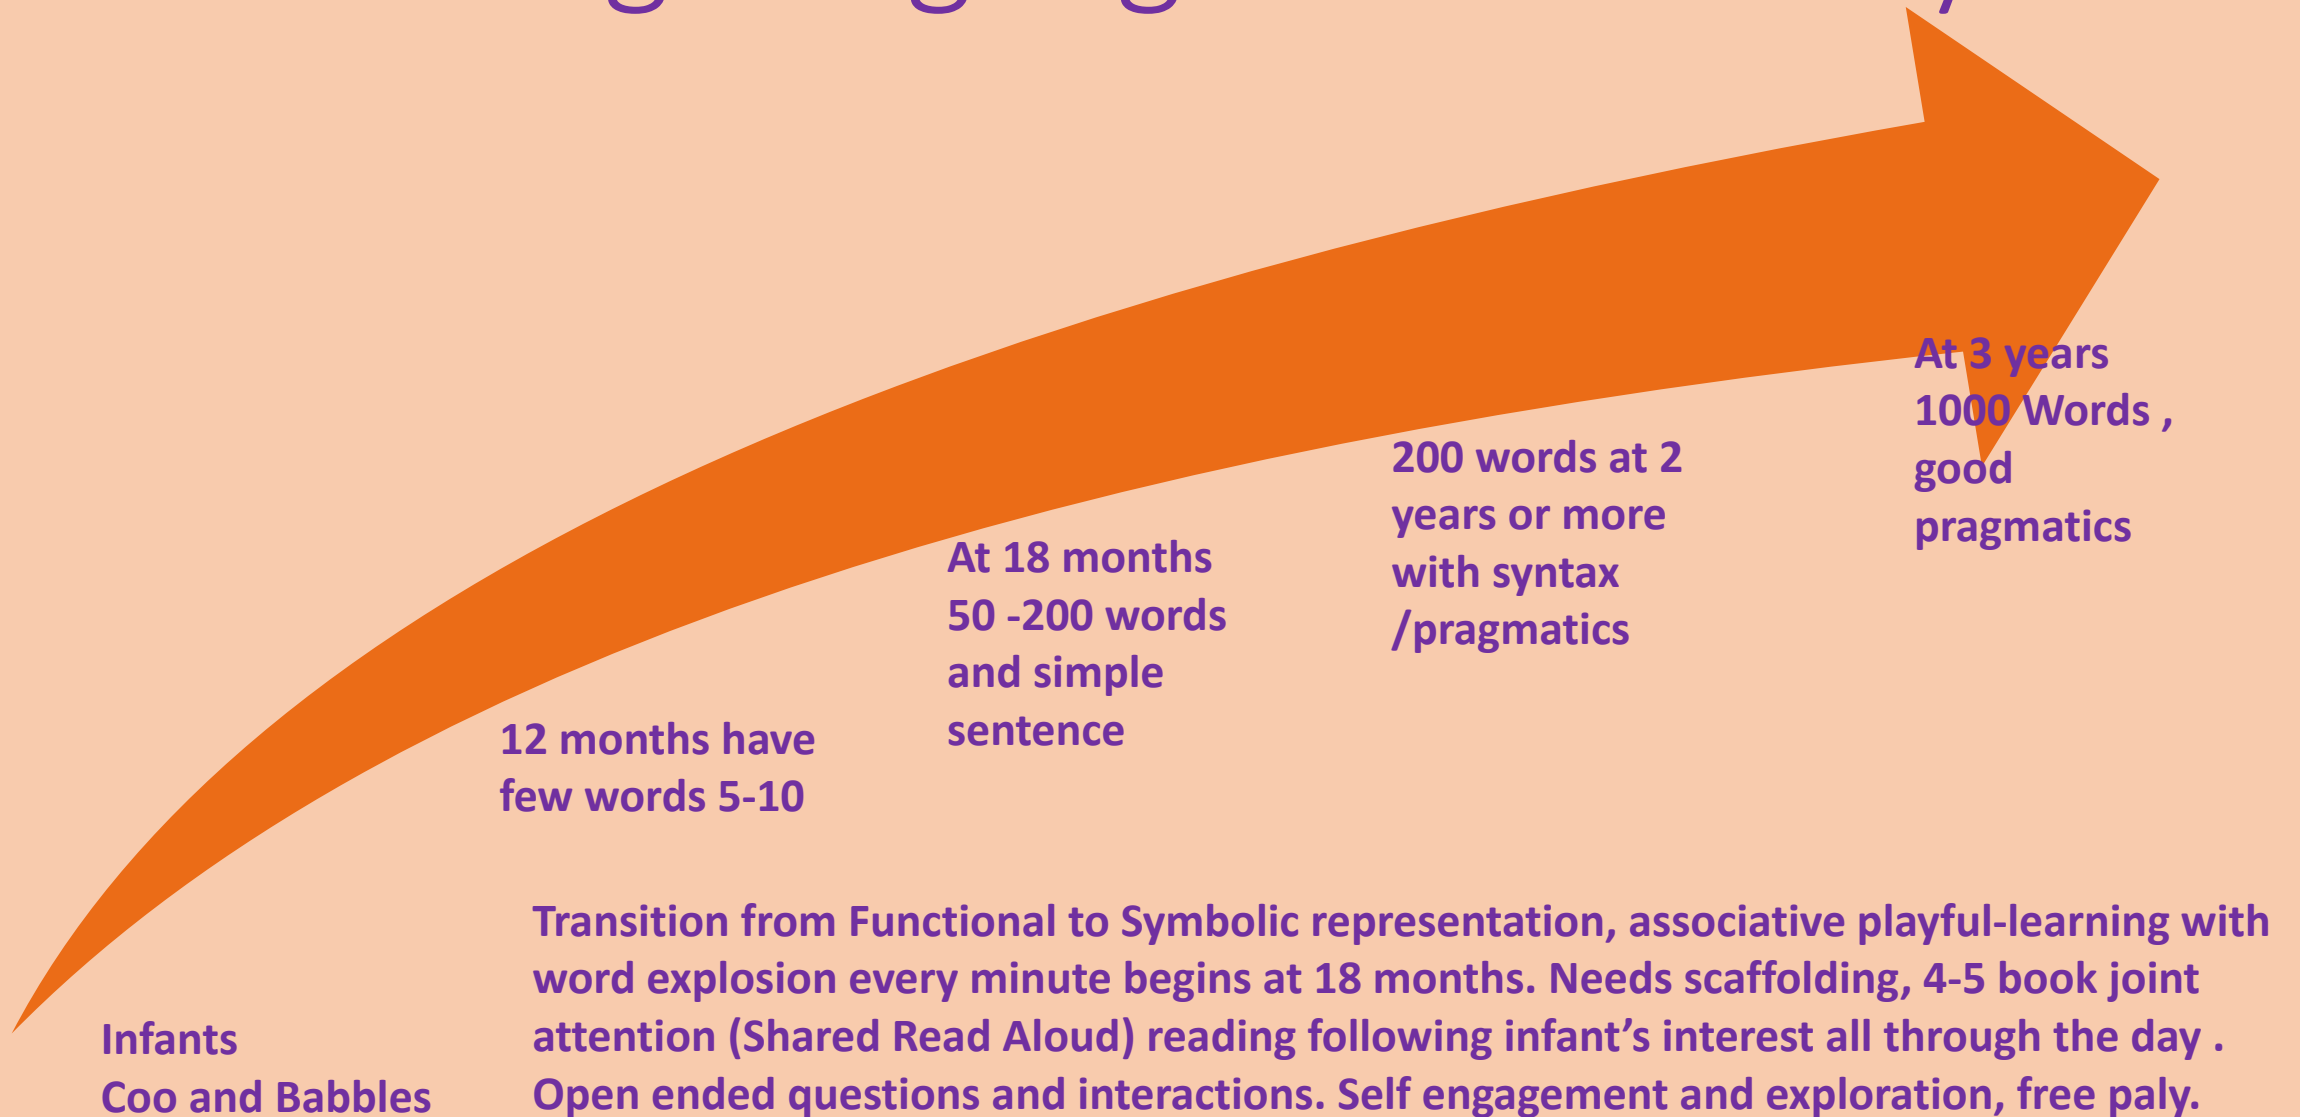 Infants
Coo and Babbles
12 months have
few words 5-10
At 18 months
50 -200 words
and simple
sentence
200 words at 2
years or more
with syntax
/pragmatics
At 3 years
1000 Words ,
good
pragmatics
Transition from Functional to Symbolic representation, associative playful-learning with
word explosion every minute begins at 18 months. Needs scaffolding, 4-5 book joint
attention (Shared Read Aloud) reading following infant’s interest all through the day .
Open ended questions and interactions. Self engagement and exploration, free paly.